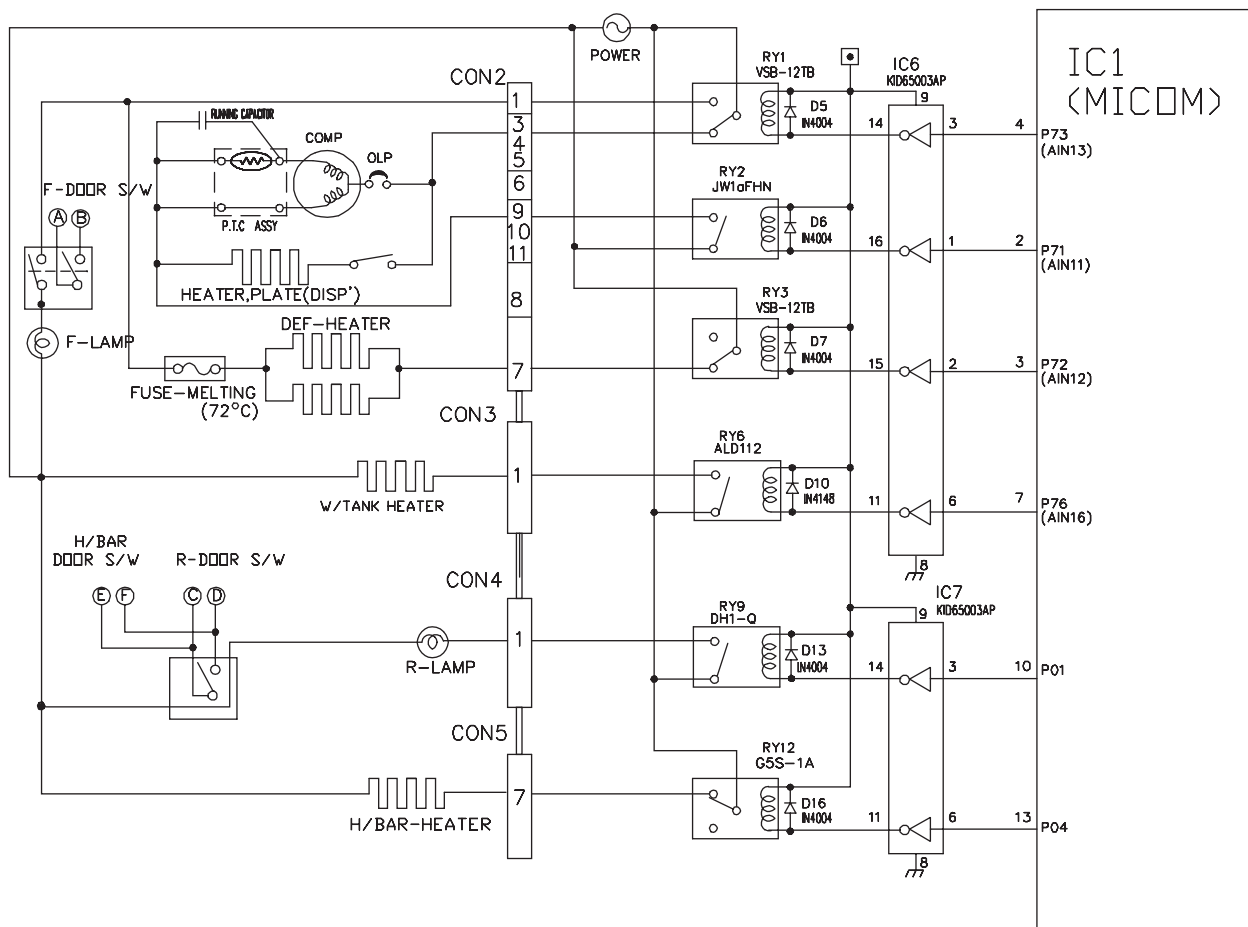 POWER
IC1
(MICOM)
CON2
RY1
VSB-12TB
IC6
KID65003AP
9
1
3
4
5
6
9
10
11
8
7
RUNNING CAPACITOR
COMP
OLP
P.T.C ASSY
F-DOOR S/W
A B
HEATER,PLATE(DISP')
DEF-HEATER
F-LAMP
FUSE-MELTING
(72°C)
D5
IN4004
14 3 4 P73
(AIN13)
RY2
JW1aFHN
D6
IN4004
16 1 2 P71
(AIN11)
RY3
VSB-12TB
D7
IN4004
15 2 3 P72
(AIN12)
CON3
1
W/TANK HEATER
RY6
ALD112
D10
IN4148
11 6 7 P76
(AIN16)
8
H/BAR
DOOR S/W
R-DOOR S/W
E F C D
CON4
1
R-LAMP
RY9
DH1-Q
IC7
KID65003AP
9
D13
IN4004
14 3 10 P01
CON5
7
H/BAR-HEATER
RY12
G5S-1A
D16
IN4004
11 6 13 P04
8